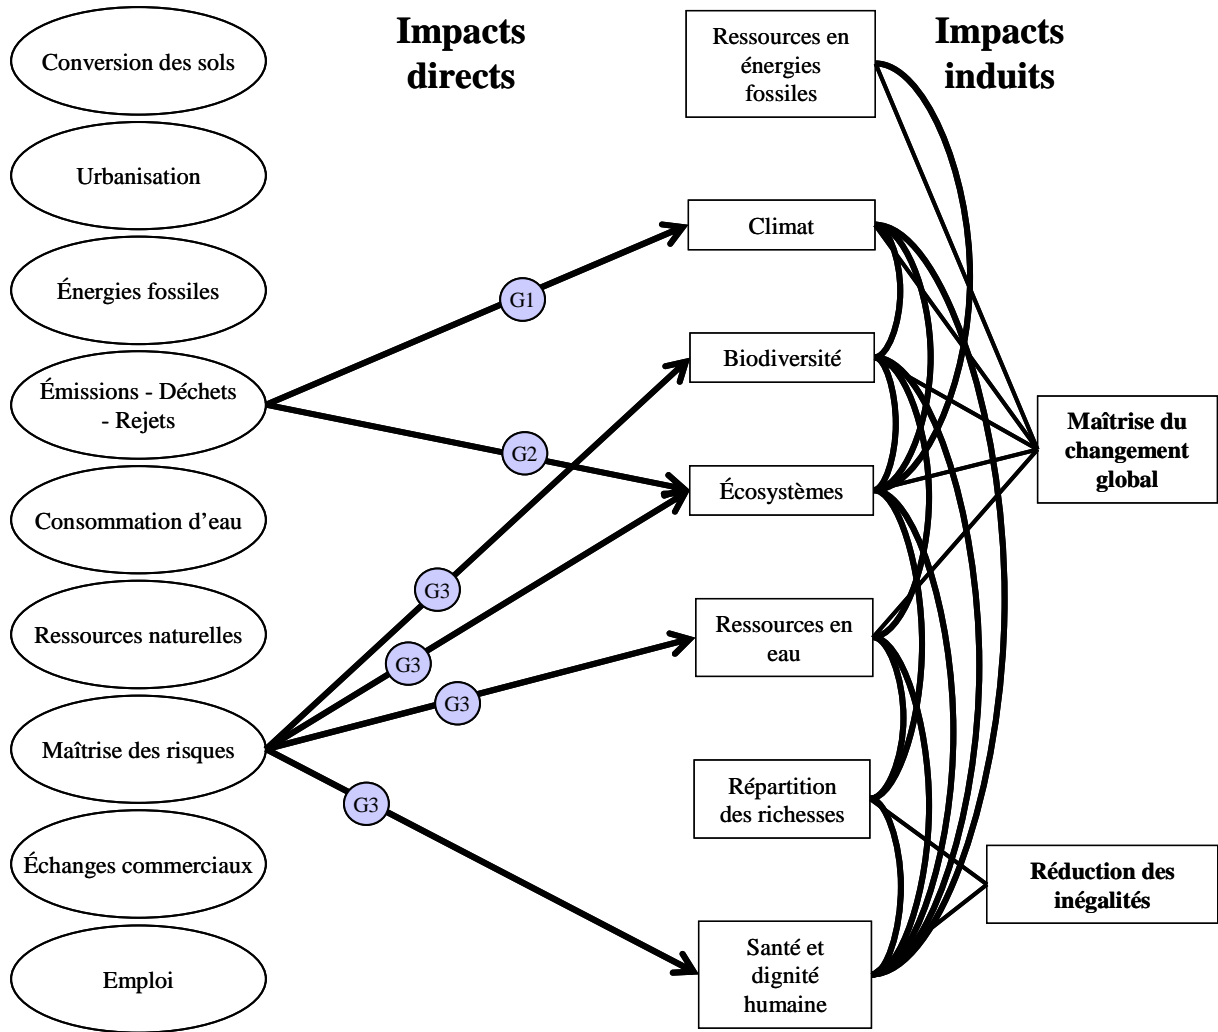 Impacts
directs
Impacts
induits
Conversion des sols
Urbanisation
Énergies fossiles
Émissions - Déchets
- Rejets
Consommation d’eau
Ressources naturelles
Maîtrise des risques
Échanges commerciaux
Emploi
G1
G2
G3
G3
G3
G3
Ressources en
énergies
fossiles
Climat
Biodiversité
Écosystèmes
Ressources en
eau
Répartition
des richesses
Santé et
dignité
humaine
Maîtrise du
changement
global
Réduction des
inégalités